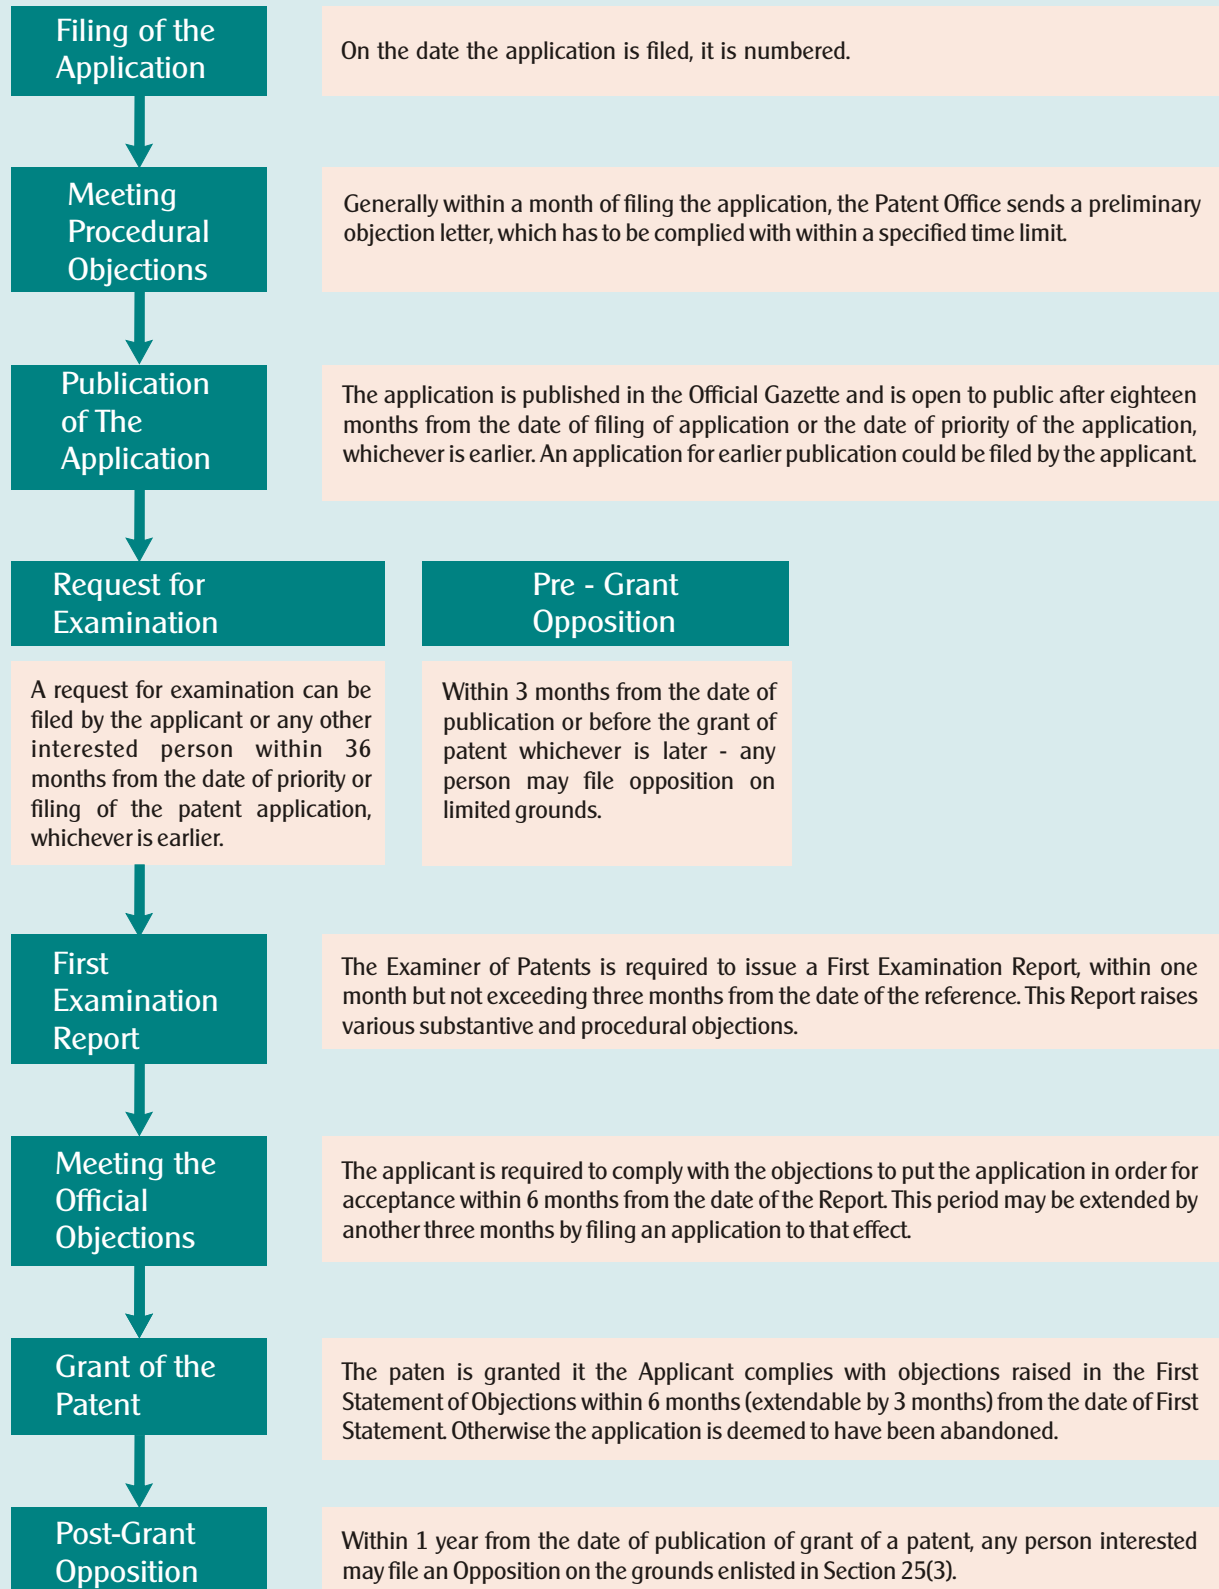 Filing of the
Application
On the date the application is filed, it is numbered.
Meeting
Procedural
Objections
Generally within a month of filing the application, the Patent Office sends a preliminary
objection letter, which has to be complied with within a specified time limit.
Publication
of The
Application
The application is published in the Official Gazette and is open to public after eighteen
months from the date of filing of application or the date of priority of the application,
whichever is earlier. An application for earlier publication could be filed by the applicant.
Request for
Examination
A request for examination can be
filed by the applicant or any other
interested person within 36
months from the date of priority or
filing of the patent application,
whichever is earlier.
Pre - Grant
Opposition
Within 3 months from the date of
publication or before the grant of
patent whichever is later - any
person may file opposition on
limited grounds.
First
Examination
Report
The Examiner of Patents is required to issue a First Examination Report, within one
month but not exceeding three months from the date of the reference. This Report raises
various substantive and procedural objections.
Meeting the
Official
Objections
The applicant is required to comply with the objections to put the application in order for
acceptance within 6 months from the date of the Report. This period may be extended by
another three months by filing an application to that effect.
Grant of the
Patent
The paten is granted it the Applicant complies with objections raised in the First
Statement of Objections within 6 months (extendable by 3 months) from the date of First
Statement. Otherwise the application is deemed to have been abandoned.
Post-Grant
Opposition
Within 1 year from the date of publication of grant of a patent, any person interested
may file an Opposition on the grounds enlisted in Section 25(3).